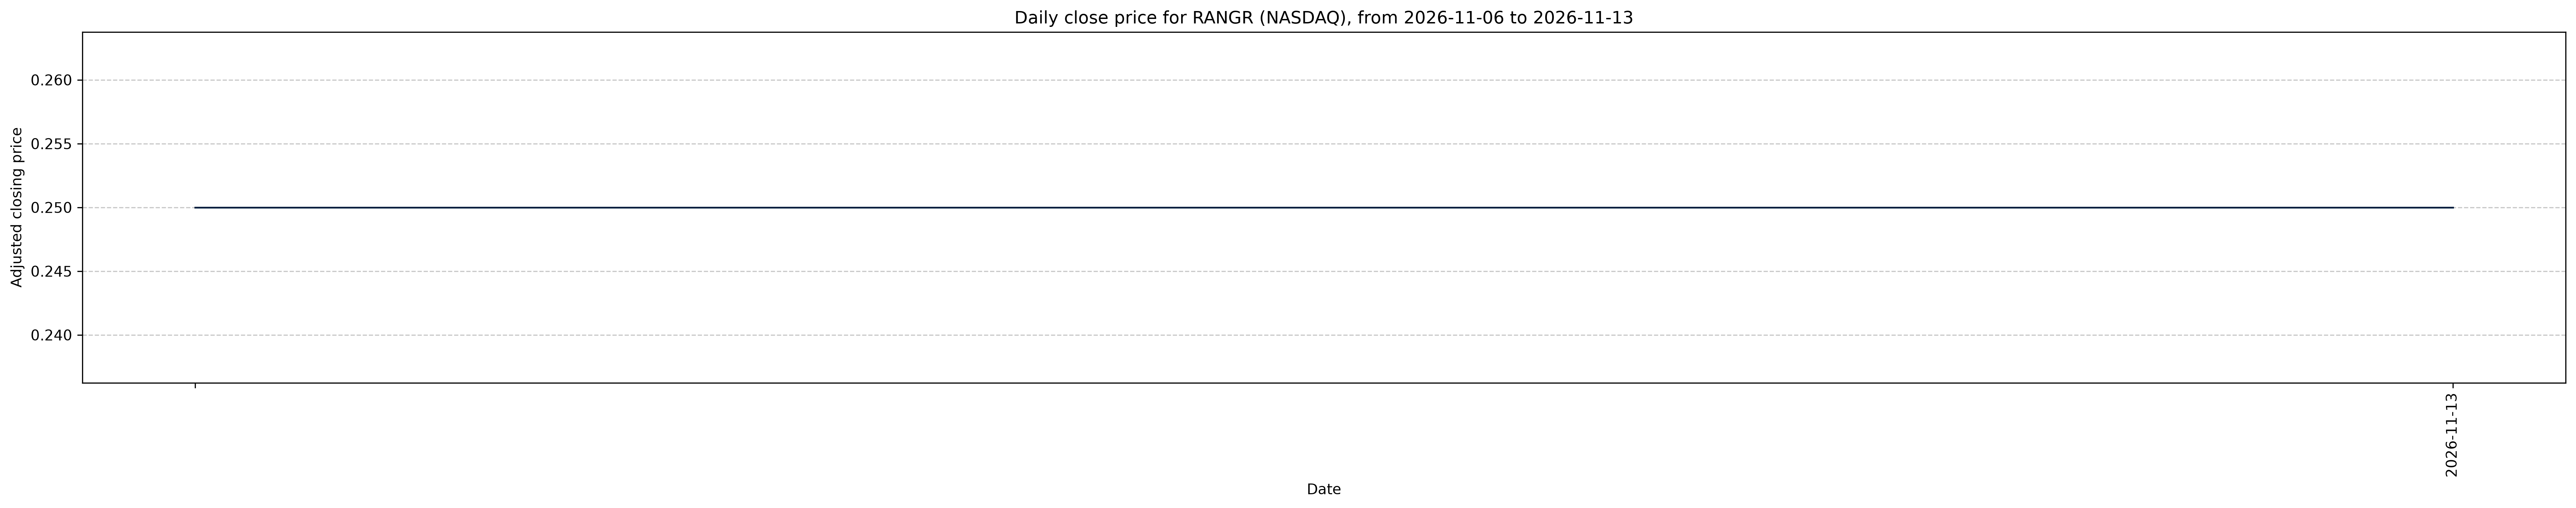 Daily close price for RANGR (NASDAQ), from 2026-11-06 to 2026-11-13
Adjusted closing price
0.260
0.255
0.250
0.245
0.240
2026-11-13
Date